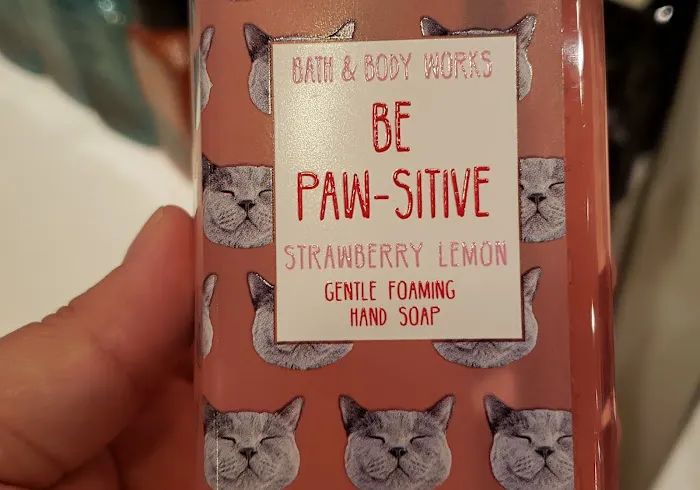 BATH & BODY WORKS
BE
PAW-SITIVE
STRAWBERRY LEMON
GENTLE FOAMING
HAND SOAP